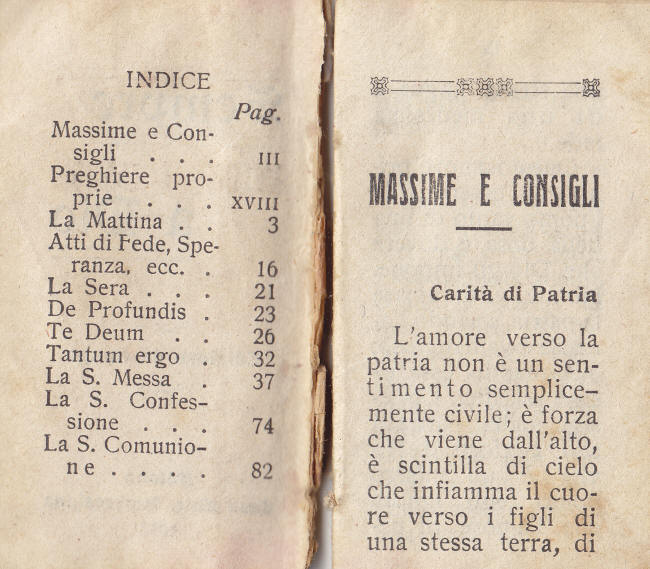 INDICE
Pag.
Massime e Con-
sigli . . . III
Preghiere pro-
prie . . . XVIII
La Mattina . . 3
Atti di Fede, Spe-
ranza, ecc. . 16
La Sera . . . 21
De Profundis . 23
Te Deum . . 26
Tantum ergo . 32
La S. Messa . 37
La S. Confes-
sione . . . 74
La S. Comunio-
ne . . . . 82
MASSIME E CONSIGLI
Carità di Patria
L'amore verso la
patria non è un sen-
timento semplice-
mente civile; è forza
che viene dall'alto,
è scintilla di cielo
che infiamma il cuo-
re verso i figli di
una stessa terra, di